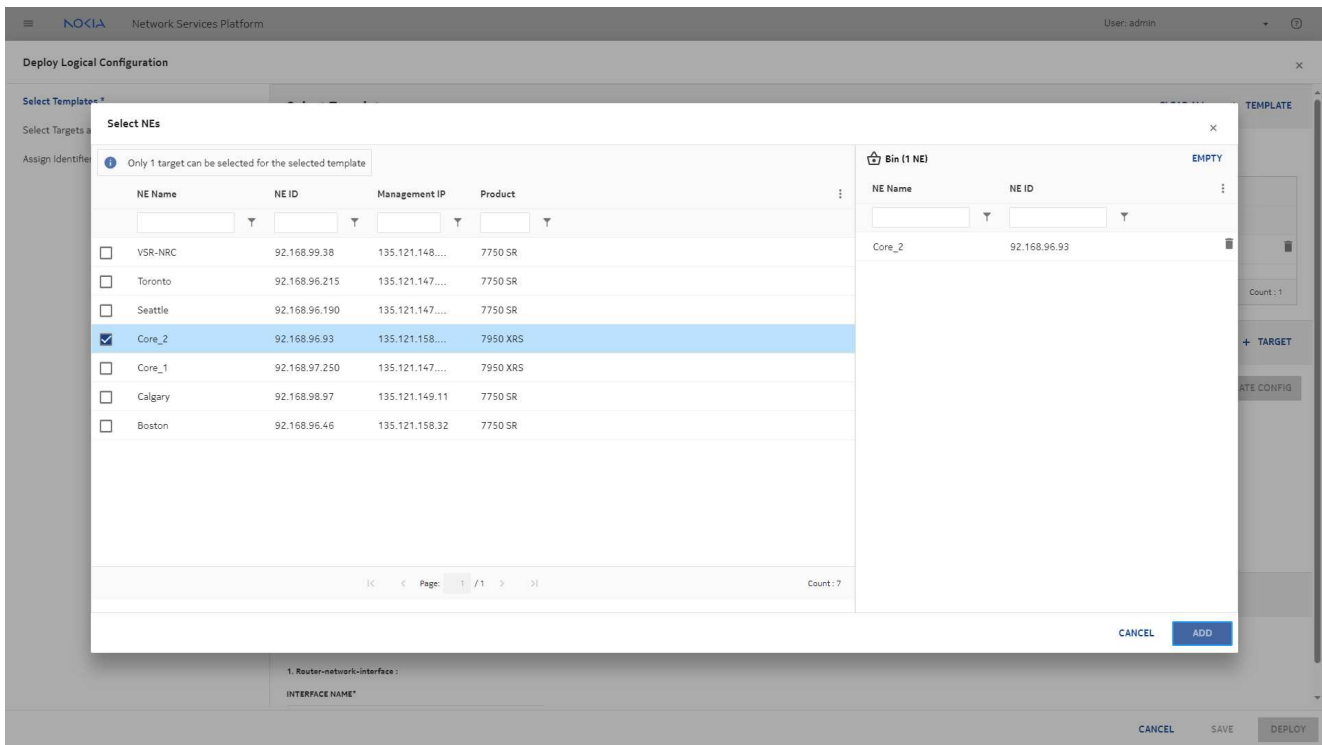 NOKIA Network Services Platform User: admin
Deploy Logical Configuration
Select Templates *
TEMPLATE
Select Targets a
Assign Identifier
Select NEs
Only 1 target can be selected for the selected template
NE Name NE ID Management IP Product
VSR-NRC 92.168.99.38 135.121.148.... 7750 SR
Toronto 92.168.96.215 135.121.147.... 7750 SR
Seattle 92.168.96.190 135.121.147.... 7750 SR
Core_2 92.168.96.93 135.121.158.... 7950 XRS
Core_1 92.168.97.250 135.121.147.... 7950 XRS
Calgary 92.168.98.97 135.121.149.11 7750 SR
Boston 92.168.96.46 135.121.158.32 7750 SR
Page: 1 / 1
Count : 7
Bin (1 NE) EMPTY
NE Name NE ID
Core_2 92.168.96.93
CANCEL ADD
Count : 1
+ TARGET
ATE CONFIG
1. Router-network-interface :
INTERFACE NAME*
CANCEL SAVE DEPLOY